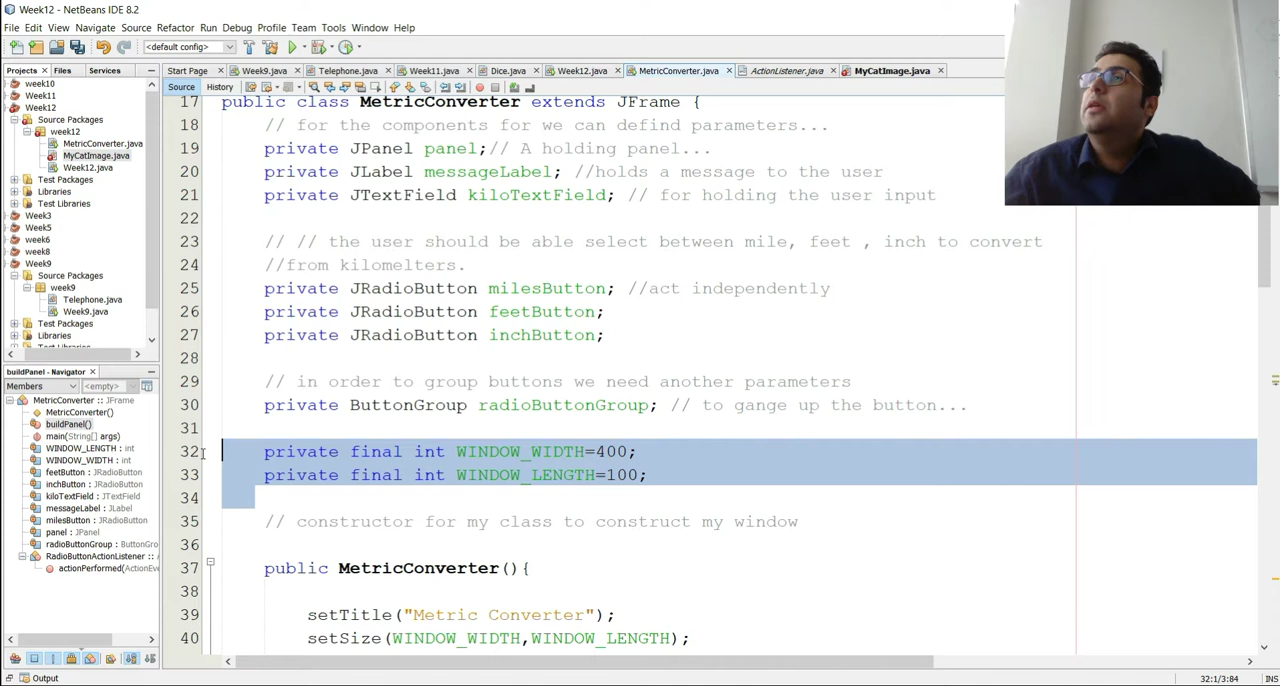 Week12 - NetBeans IDE 8.2
File Edit View Navigate Source Refactor Run Debug Profile Team Tools Window Help
<default config>
Projects Files Services
Start Page Week9.java Telephone.java Week11.java Dice.java Week12.java MetricConverter.java ActionListener.java MyCatImage.java
Source History
week10
Week11
Week12
Source Packages
week12
MetricConverter.java
MyCatImage.java
Week12.java
Test Packages
Libraries
Test Libraries
Week3
Week5
week6
week8
Week9
Source Packages
week9
Telephone.java
Week9.java
Test Packages
Libraries
Test Libraries
buildPanel - Navigator
Members <empty>
MetricConverter :: JFrame
MetricConverter()
buildPanel()
main(String[] args)
WINDOW_LENGTH : int
WINDOW_WIDTH : int
feetButton : JRadioButton
inchButton : JRadioButton
kiloTextField : JTextField
messageLabel : JLabel
milesButton : JRadioButton
panel : JPanel
radioButtonGroup : ButtonGro
RadioButtonActionListener ::
actionPerformed(ActionEve
17 public class MetricConverter extends JFrame {
18 // for the components for we can defind parameters...
19 private JPanel panel;// A holding panel...
20 private JLabel messageLabel; //holds a message to the user
21 private JTextField kiloTextField; // for holding the user input
22
23 // // the user should be able select between mile, feet , inch to convert
24 //from kilomelters.
25 private JRadioButton milesButton; //act independently
26 private JRadioButton feetButton;
27 private JRadioButton inchButton;
28
29 // in order to group buttons we need another parameters
30 private ButtonGroup radioButtonGroup; // to gange up the button...
31
32 private final int WINDOW_WIDTH=400;
33 private final int WINDOW_LENGTH=100;
34
35 // constructor for my class to construct my window
36
37 public MetricConverter(){
38
39 setTitle("Metric Converter");
40 setSize(WINDOW_WIDTH,WINDOW_LENGTH);
Output
32:1/3:84 INS